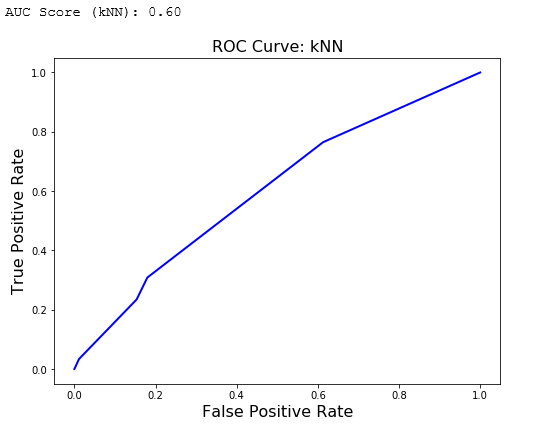 AUC Score (kNN): 0.60
ROC Curve: kNN
1.0
0.8
0.6
0.4
0.2
0.0
True Positive Rate
0.0 0.2 0.4 0.6 0.8 1.0
False Positive Rate